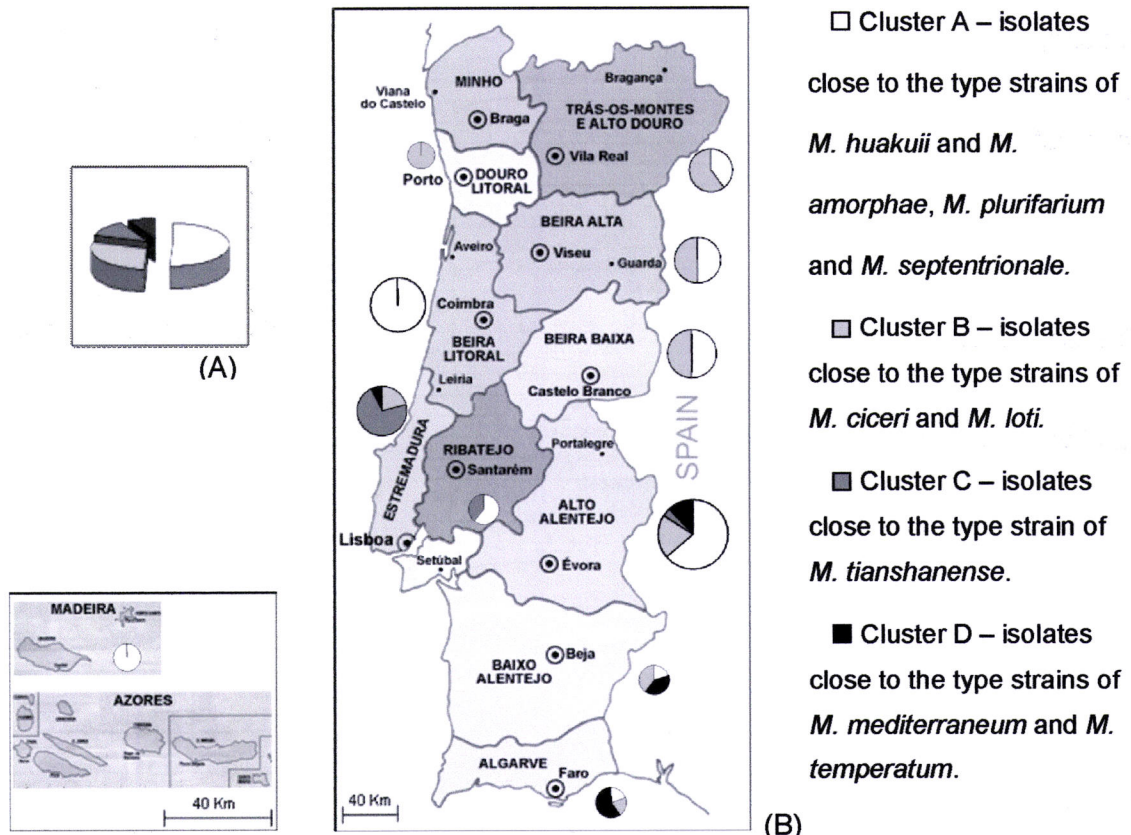 (A)
MADEIRA
AZORES
40 Km
MINHO
Viana
do Castelo
Braga
Bragança
TRÁS-OS-MONTES
E ALTO DOURO
Vila Real
Porto
DOURO
LITORAL
BEIRA ALTA
Aveiro
Viseu
Guarda
Coimbra
BEIRA
LITORAL
BEIRA BAIXA
Leiria
Castelo Branco
ESTREMADURA
RIBATEJO
Santarém
Portalegre
SPAIN
ALTO
ALENTEJO
Lisboa
Setúbal
Évora
BAIXO
ALENTEJO
Beja
ALGARVE
Faro
40 Km
(B)
Cluster A – isolates
close to the type strains of
M. huakuii and M.
amorphae, M. plurifarium
and M. septentrionale.
Cluster B – isolates
close to the type strains of
M. ciceri and M. loti.
Cluster C – isolates
close to the type strain of
M. tianshanense.
Cluster D – isolates
close to the type strains of
M. mediterraneum and M.
temperatum.